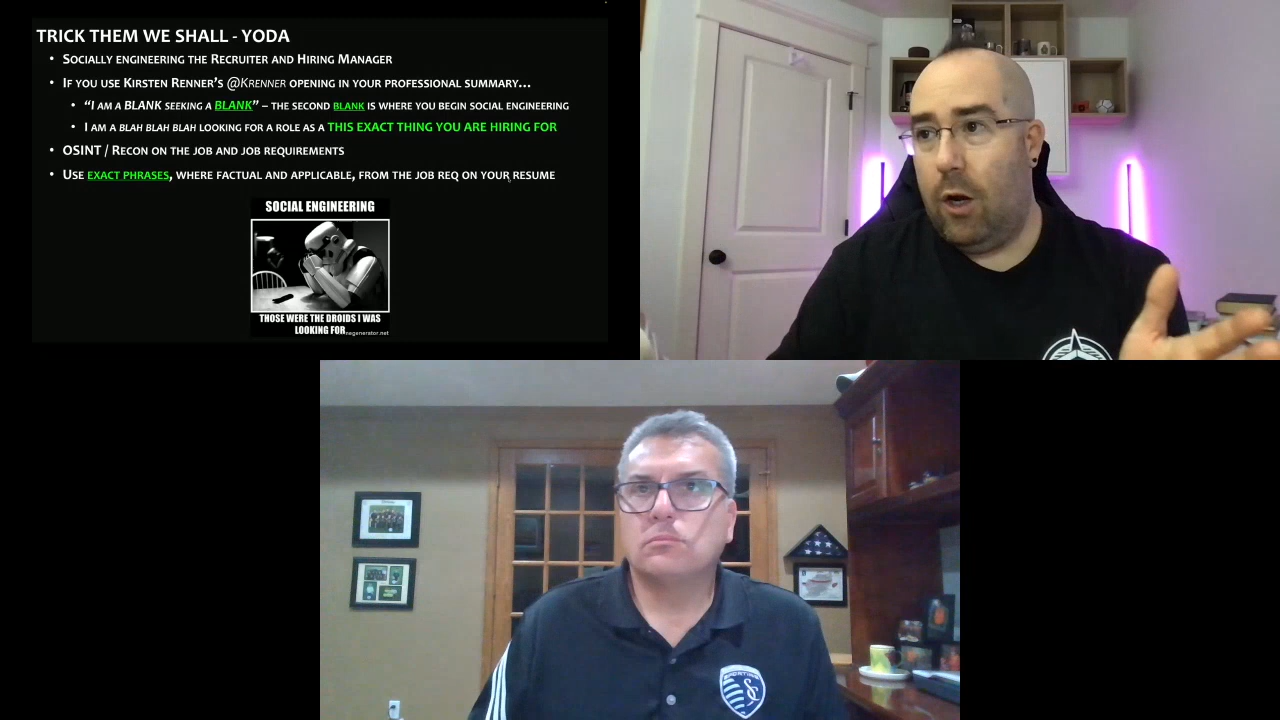 TRICK THEM WE SHALL - YODA
• SOCIALLY ENGINEERING THE RECRUITER AND HIRING MANAGER
• IF YOU USE KIRSTEN RENNER'S @KRENNER OPENING IN YOUR PROFESSIONAL SUMMARY...
• "I AM A BLANK SEEKING A BLANK" – THE SECOND BLANK IS WHERE YOU BEGIN SOCIAL ENGINEERING
• I AM A BLAH BLAH BLAH LOOKING FOR A ROLE AS A THIS EXACT THING YOU ARE HIRING FOR
• OSINT / RECON ON THE JOB AND JOB REQUIREMENTS
• USE EXACT PHRASES, WHERE FACTUAL AND APPLICABLE, FROM THE JOB REQ ON YOUR RESUME
SOCIAL ENGINEERING
THOSE WERE THE DROIDS I WAS
LOOKING FOR
SPORTING